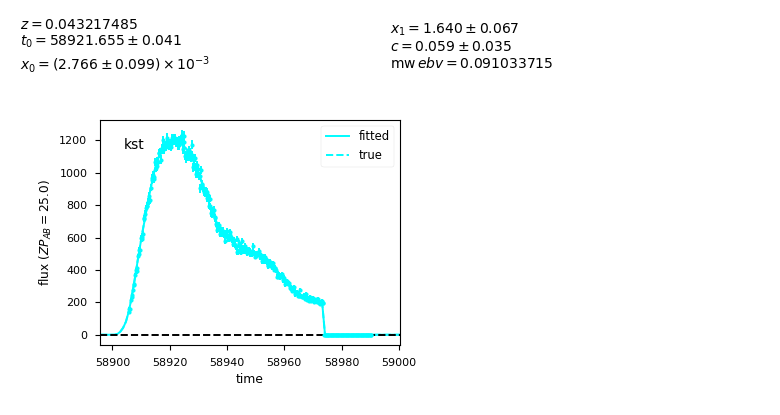 z = 0.043217485
t₀ = 58921.655 ± 0.041
x₀ = (2.766 ± 0.099) × 10⁻³
x₁ = 1.640 ± 0.067
c = 0.059 ± 0.035
mw ebv = 0.091033715
kst
fitted
true
flux (ZP_AB = 25.0)
1200
1000
800
600
400
200
0
58900 58920 58940 58960 58980 59000
time